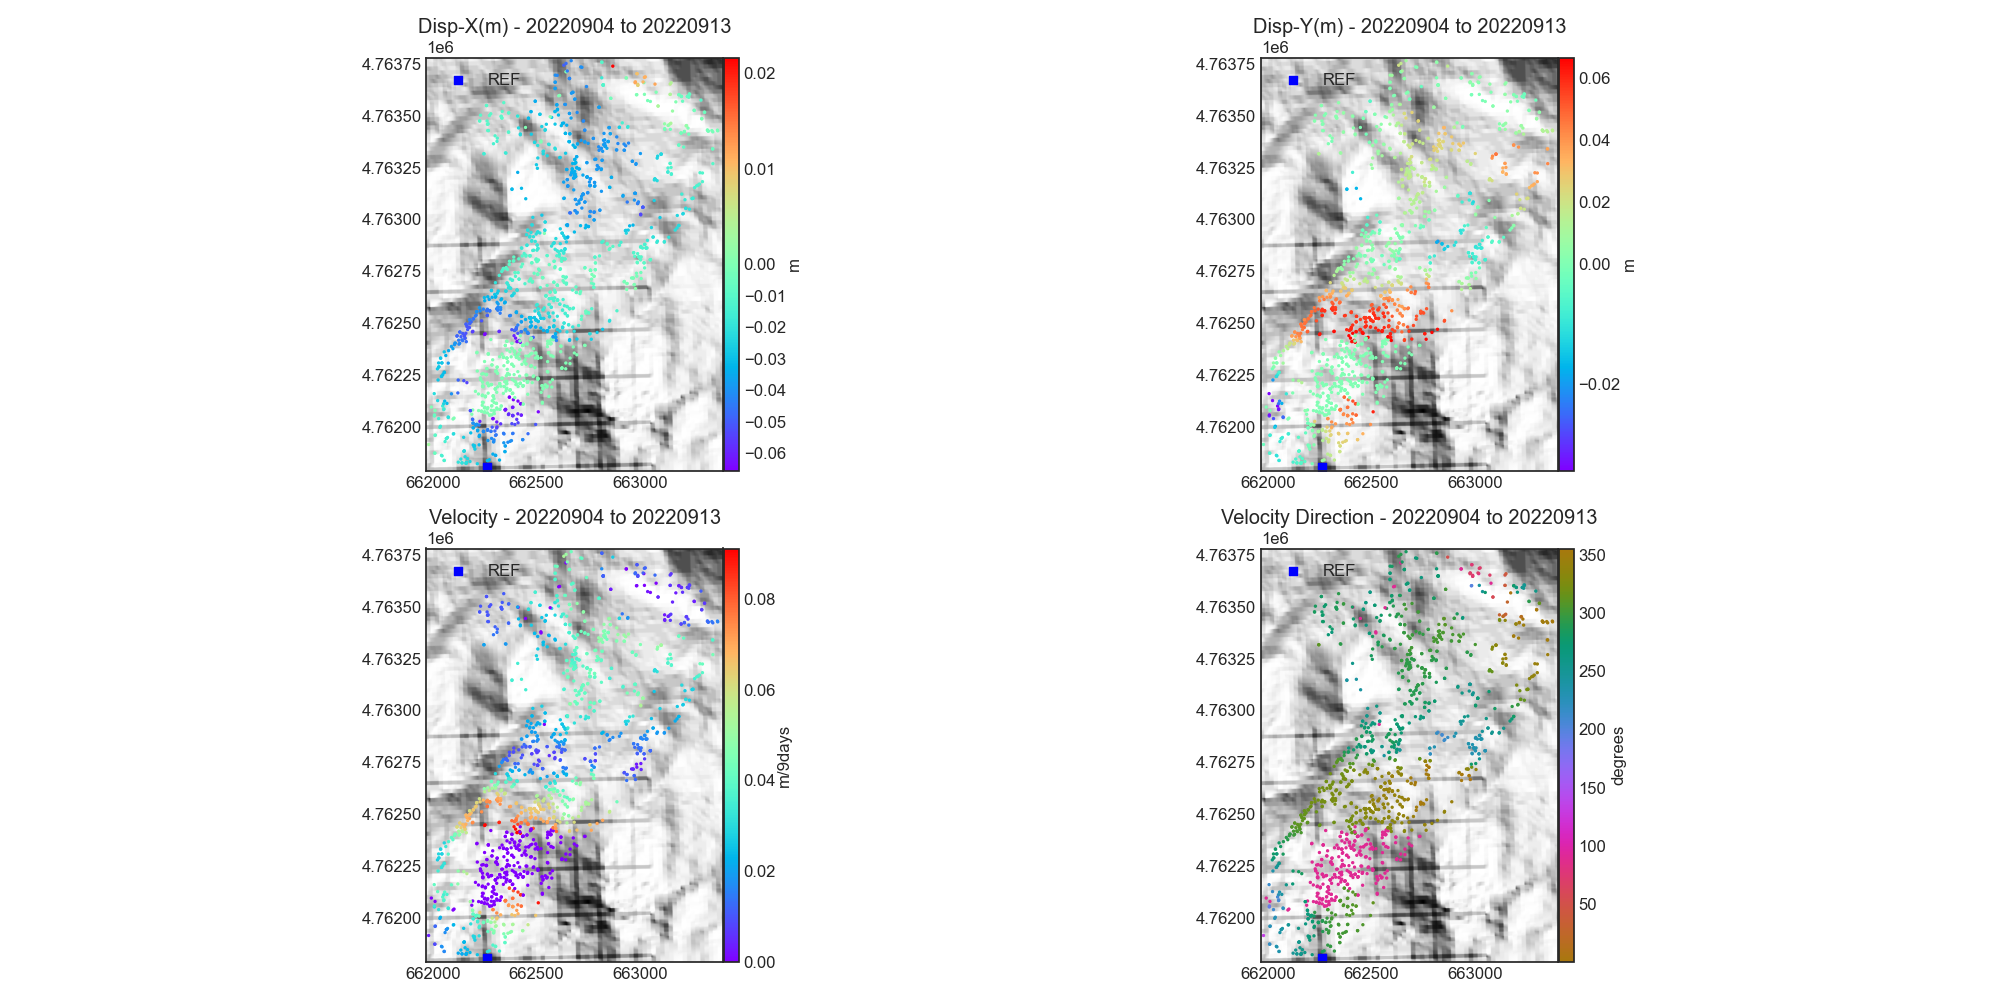 Disp-X(m) - 20220904 to 20220913
1e6
REF
4.76375
4.76350
4.76325
4.76300
4.76275
4.76250
4.76225
4.76200
662000 662500 663000
0.02
0.01
0.00
−0.01
−0.02
−0.03
−0.04
−0.05
−0.06
m
Disp-Y(m) - 20220904 to 20220913
1e6
REF
4.76375
4.76350
4.76325
4.76300
4.76275
4.76250
4.76225
4.76200
662000 662500 663000
0.06
0.04
0.02
0.00
−0.02
m
Velocity - 20220904 to 20220913
1e6
REF
4.76375
4.76350
4.76325
4.76300
4.76275
4.76250
4.76225
4.76200
662000 662500 663000
0.08
0.06
0.04
0.02
0.00
m/9days
Velocity Direction - 20220904 to 20220913
1e6
REF
4.76375
4.76350
4.76325
4.76300
4.76275
4.76250
4.76225
4.76200
662000 662500 663000
350
300
250
200
150
100
50
degrees